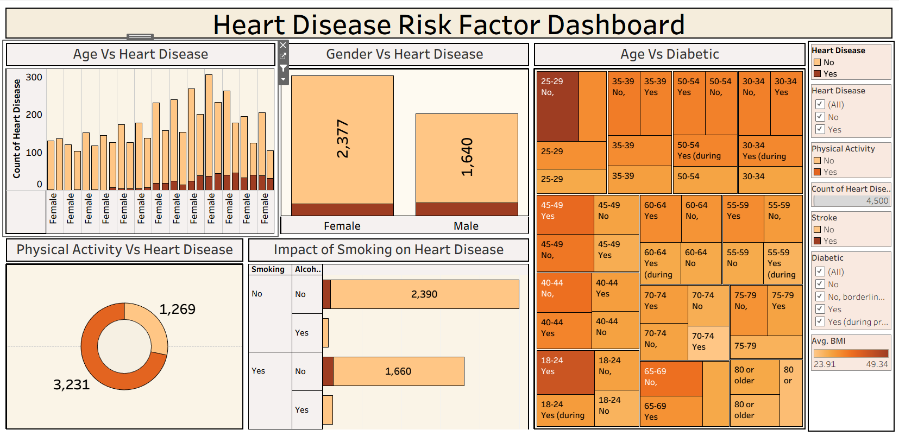 Heart Disease Risk Factor Dashboard
Age Vs Heart Disease
Count of Heart Disease
300
200
100
0
Female
Female
Female
Female
Female
Female
Female
Female
Female
Female
Female
Female
Female
Gender Vs Heart Disease
2,377
1,640
Female
Male
Age Vs Diabetic
25-29
No,
25-29
25-29
35-39
No,
35-39
Yes
35-39
35-39
50-54
Yes
50-54
No,
50-54
Yes (during
50-54
30-34
No,
30-34
Yes
30-34
Yes (during
30-34
45-49
Yes
45-49
No
45-49
No,
45-49
Yes
40-44
No,
40-44
Yes
40-44
Yes
40-44
No
18-24
Yes
18-24
No,
18-24
Yes (during
18-24
No
60-64
Yes
60-64
No,
60-64
Yes
(during
60-64
No
55-59
Yes
55-59
No,
55-59
No
55-59
Yes
(during
70-74
Yes
70-74
No
70-74
No,
70-74
Yes
75-79
No,
75-79
Yes
75-79
65-69
No,
65-69
Yes
80 or
older
80
or
80 or
older
Physical Activity Vs Heart Disease
1,269
3,231
Impact of Smoking on Heart Disease
Smoking
Alcoh..
No
No
2,390
Yes
Yes
No
1,660
Yes
Heart Disease
No
Yes
Heart Disease
(All)
No
Yes
Physical Activity
No
Yes
Count of Heart Dise..
4,500
Stroke
No
Yes
Diabetic
(All)
No
No, borderlin...
Yes
Yes (during pr...
Avg. BMI
23.91 49.34